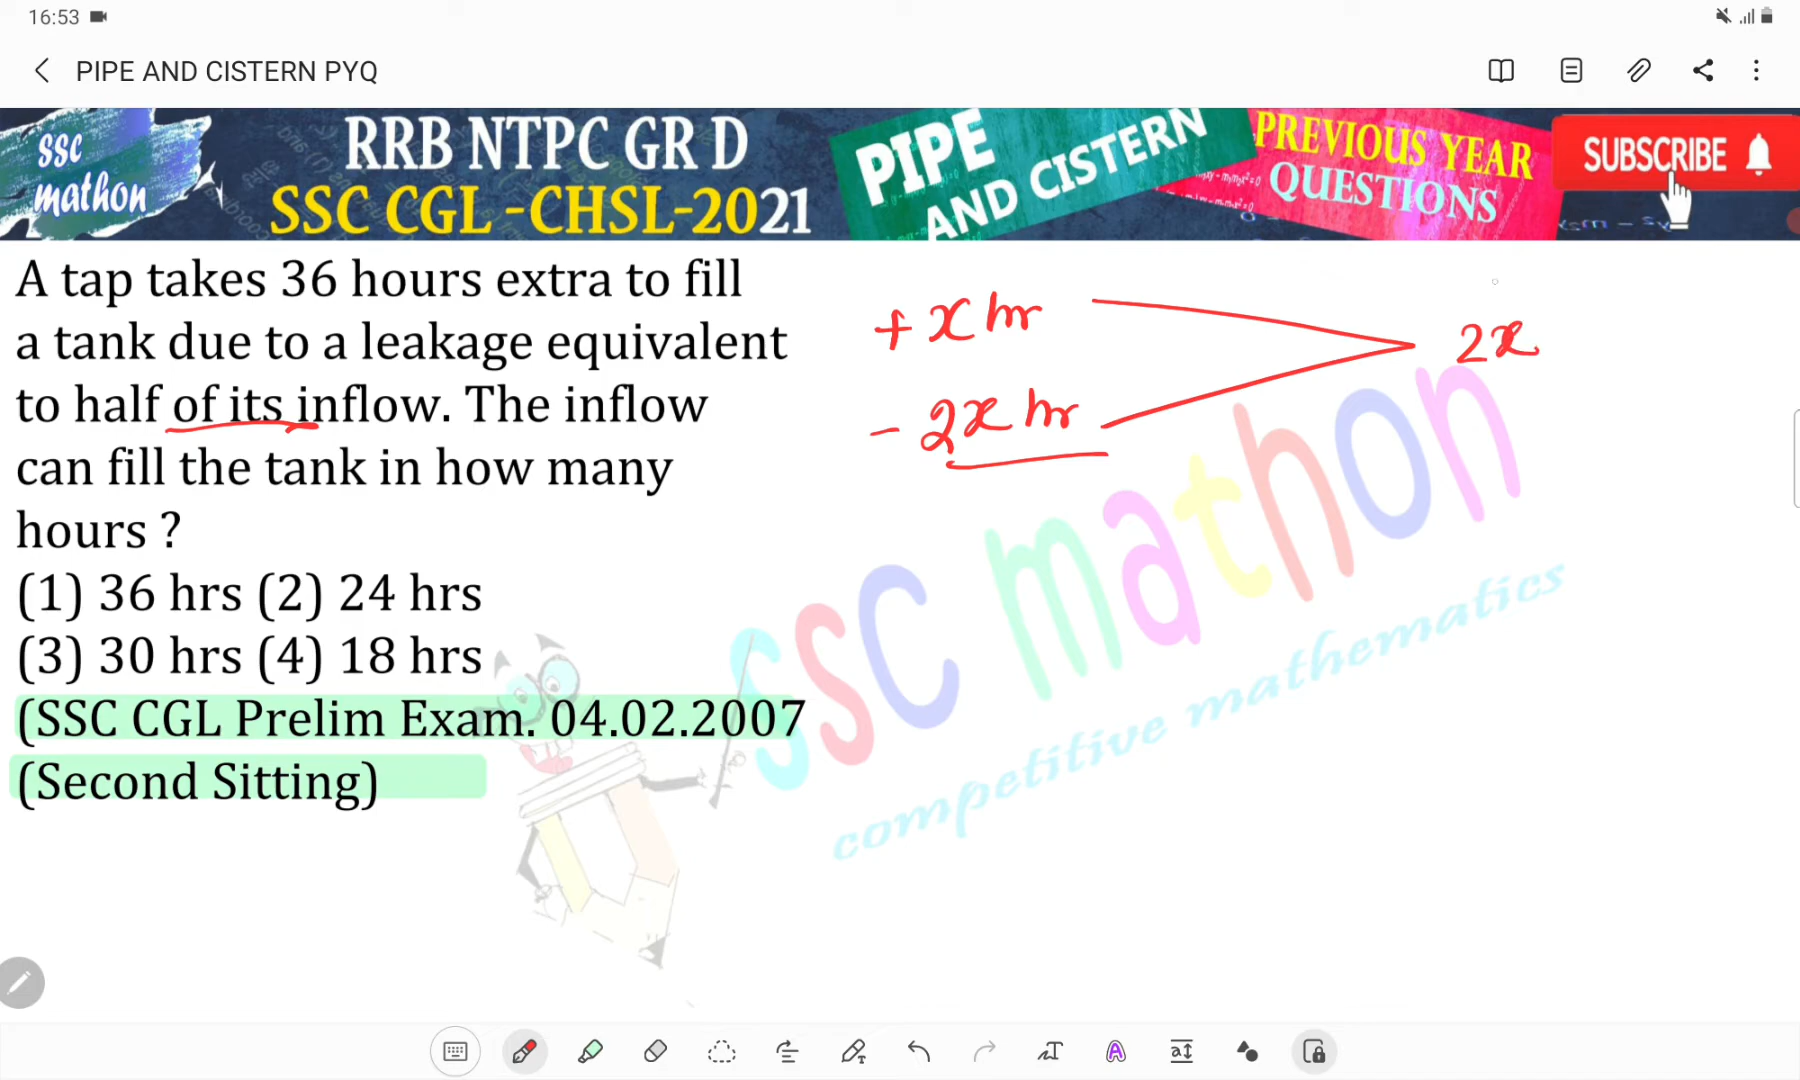 16:53
PIPE AND CISTERN PYQ
SSC
mathon
RRB NTPC GR D
SSC CGL -CHSL-2021
PIPE
AND CISTERN
PREVIOUS YEAR
QUESTIONS
SUBSCRIBE
A tap takes 36 hours extra to fill
a tank due to a leakage equivalent
to half of its inflow. The inflow
can fill the tank in how many
hours ?
(1) 36 hrs (2) 24 hrs
(3) 30 hrs (4) 18 hrs
(SSC CGL Prelim Exam. 04.02.2007
(Second Sitting)
+ x hr
- 2x hr
2x
ssc mathon
competitive mathematics